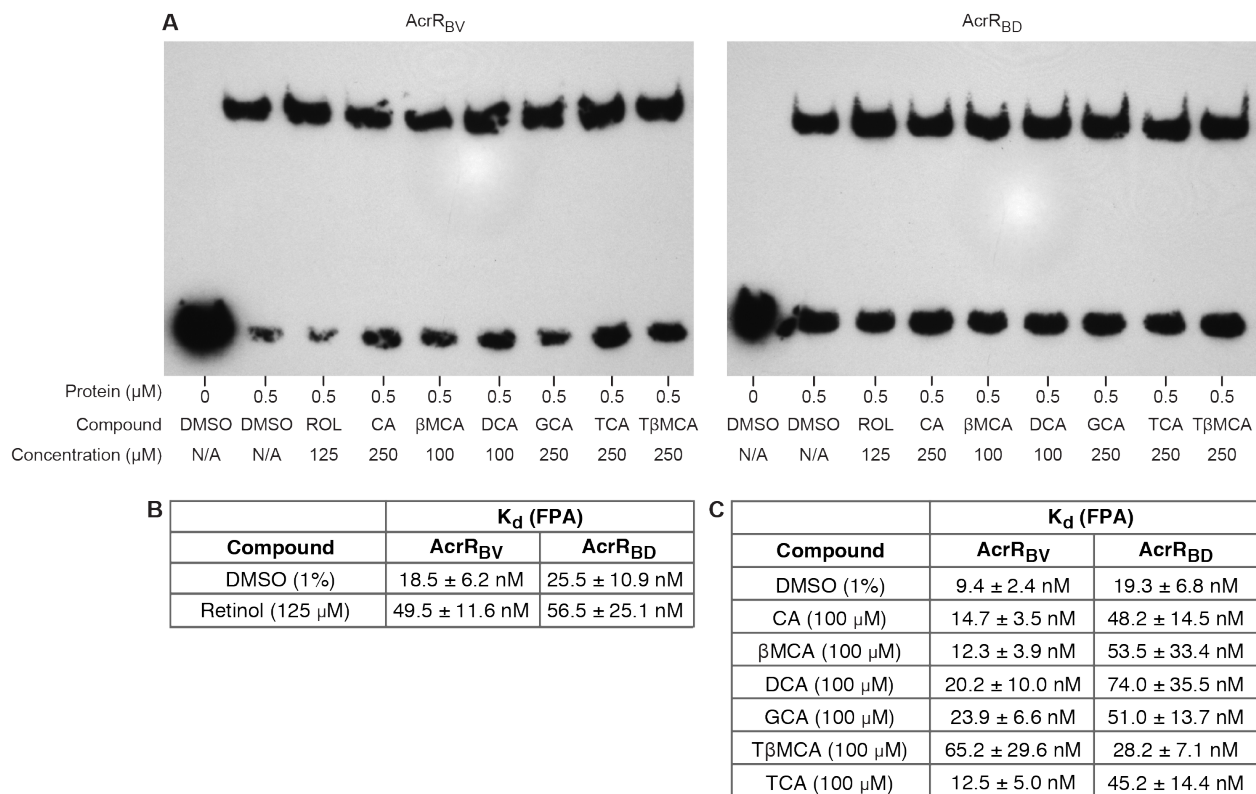 A
AcrRBV
AcrRBD
Protein (µM) 0 0.5 0.5 0.5 0.5 0.5 0.5 0.5 0.5 0 0.5 0.5 0.5 0.5 0.5 0.5 0.5 0.5
Compound DMSO DMSO ROL CA βMCA DCA GCA TCA TβMCA DMSO DMSO ROL CA βMCA DCA GCA TCA TβMCA
Concentration (µM) N/A N/A 125 250 100 100 250 250 250 N/A N/A 125 250 100 100 250 250 250
B
Kd (FPA)
Compound AcrRBV AcrRBD
DMSO (1%) 18.5 ± 6.2 nM 25.5 ± 10.9 nM
Retinol (125 µM) 49.5 ± 11.6 nM 56.5 ± 25.1 nM
C
Kd (FPA)
Compound AcrRBV AcrRBD
DMSO (1%) 9.4 ± 2.4 nM 19.3 ± 6.8 nM
CA (100 µM) 14.7 ± 3.5 nM 48.2 ± 14.5 nM
βMCA (100 µM) 12.3 ± 3.9 nM 53.5 ± 33.4 nM
DCA (100 µM) 20.2 ± 10.0 nM 74.0 ± 35.5 nM
GCA (100 µM) 23.9 ± 6.6 nM 51.0 ± 13.7 nM
TβMCA (100 µM) 65.2 ± 29.6 nM 28.2 ± 7.1 nM
TCA (100 µM) 12.5 ± 5.0 nM 45.2 ± 14.4 nM